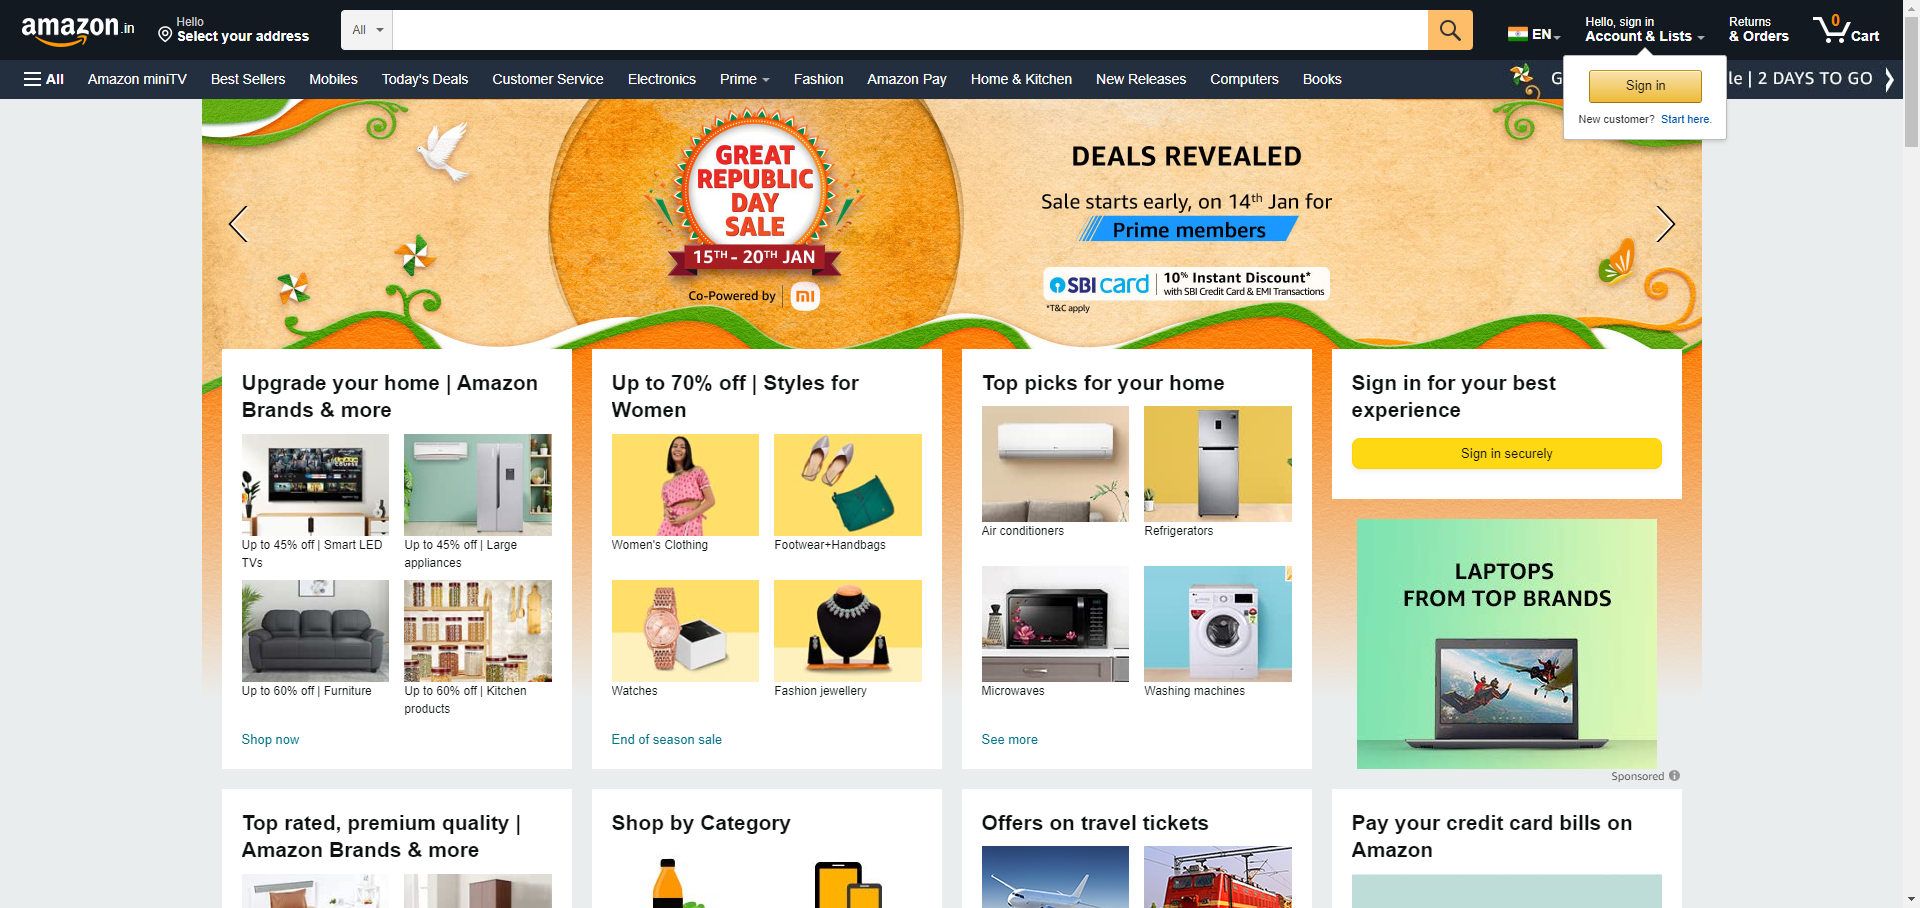 amazon.in
Hello
Select your address
All
EN
Hello, sign in
Account & Lists
Returns
& Orders
0
Cart
All
Amazon miniTV
Best Sellers
Mobiles
Today's Deals
Customer Service
Electronics
Prime
Fashion
Amazon Pay
Home & Kitchen
New Releases
Computers
Books
G
le | 2 DAYS TO GO
Sign in
New customer? Start here.
GREAT
REPUBLIC
DAY
SALE
15TH - 20TH JAN
Co-Powered by
mi
DEALS REVEALED
Sale starts early, on 14th Jan for
Prime members
SBI card
10% Instant Discount*
with SBI Credit Card & EMI Transactions
*T&C apply
Upgrade your home | Amazon
Brands & more
Up to 45% off | Smart LED
TVs
Up to 45% off | Large
appliances
Up to 60% off | Furniture
Up to 60% off | Kitchen
products
Shop now
Up to 70% off | Styles for
Women
Women's Clothing
Footwear+Handbags
Watches
Fashion jewellery
End of season sale
Top picks for your home
Air conditioners
Refrigerators
Microwaves
Washing machines
See more
Sign in for your best
experience
Sign in securely
LAPTOPS
FROM TOP BRANDS
Sponsored
Top rated, premium quality |
Amazon Brands & more
Shop by Category
Offers on travel tickets
Pay your credit card bills on
Amazon